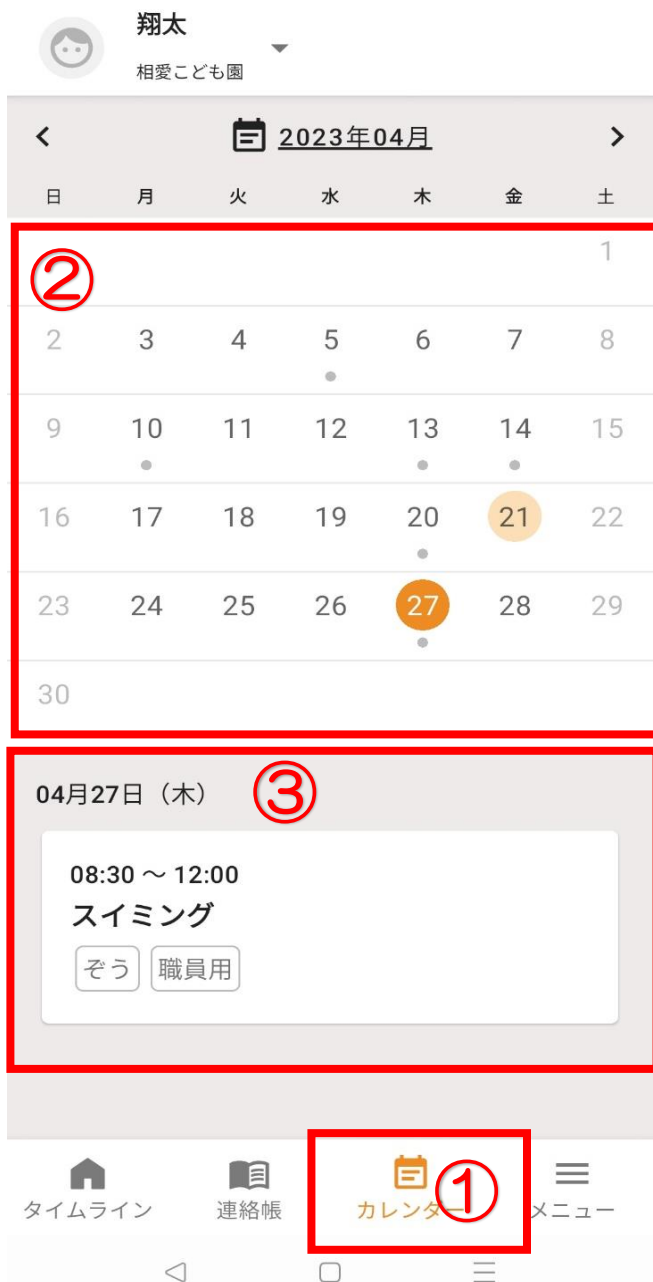 翔太
相愛こども園
2023年04月
日 月 火 水 木 金 土
②
1
2 3 4 5 6 7 8
9 10 11 12 13 14 15
16 17 18 19 20 21 22
23 24 25 26 27 28 29
30
04月27日（木） ③
08:30 ～ 12:00
スイミング
ぞう 職員用
①
タイムライン 連絡帳 カレンダー メニュー